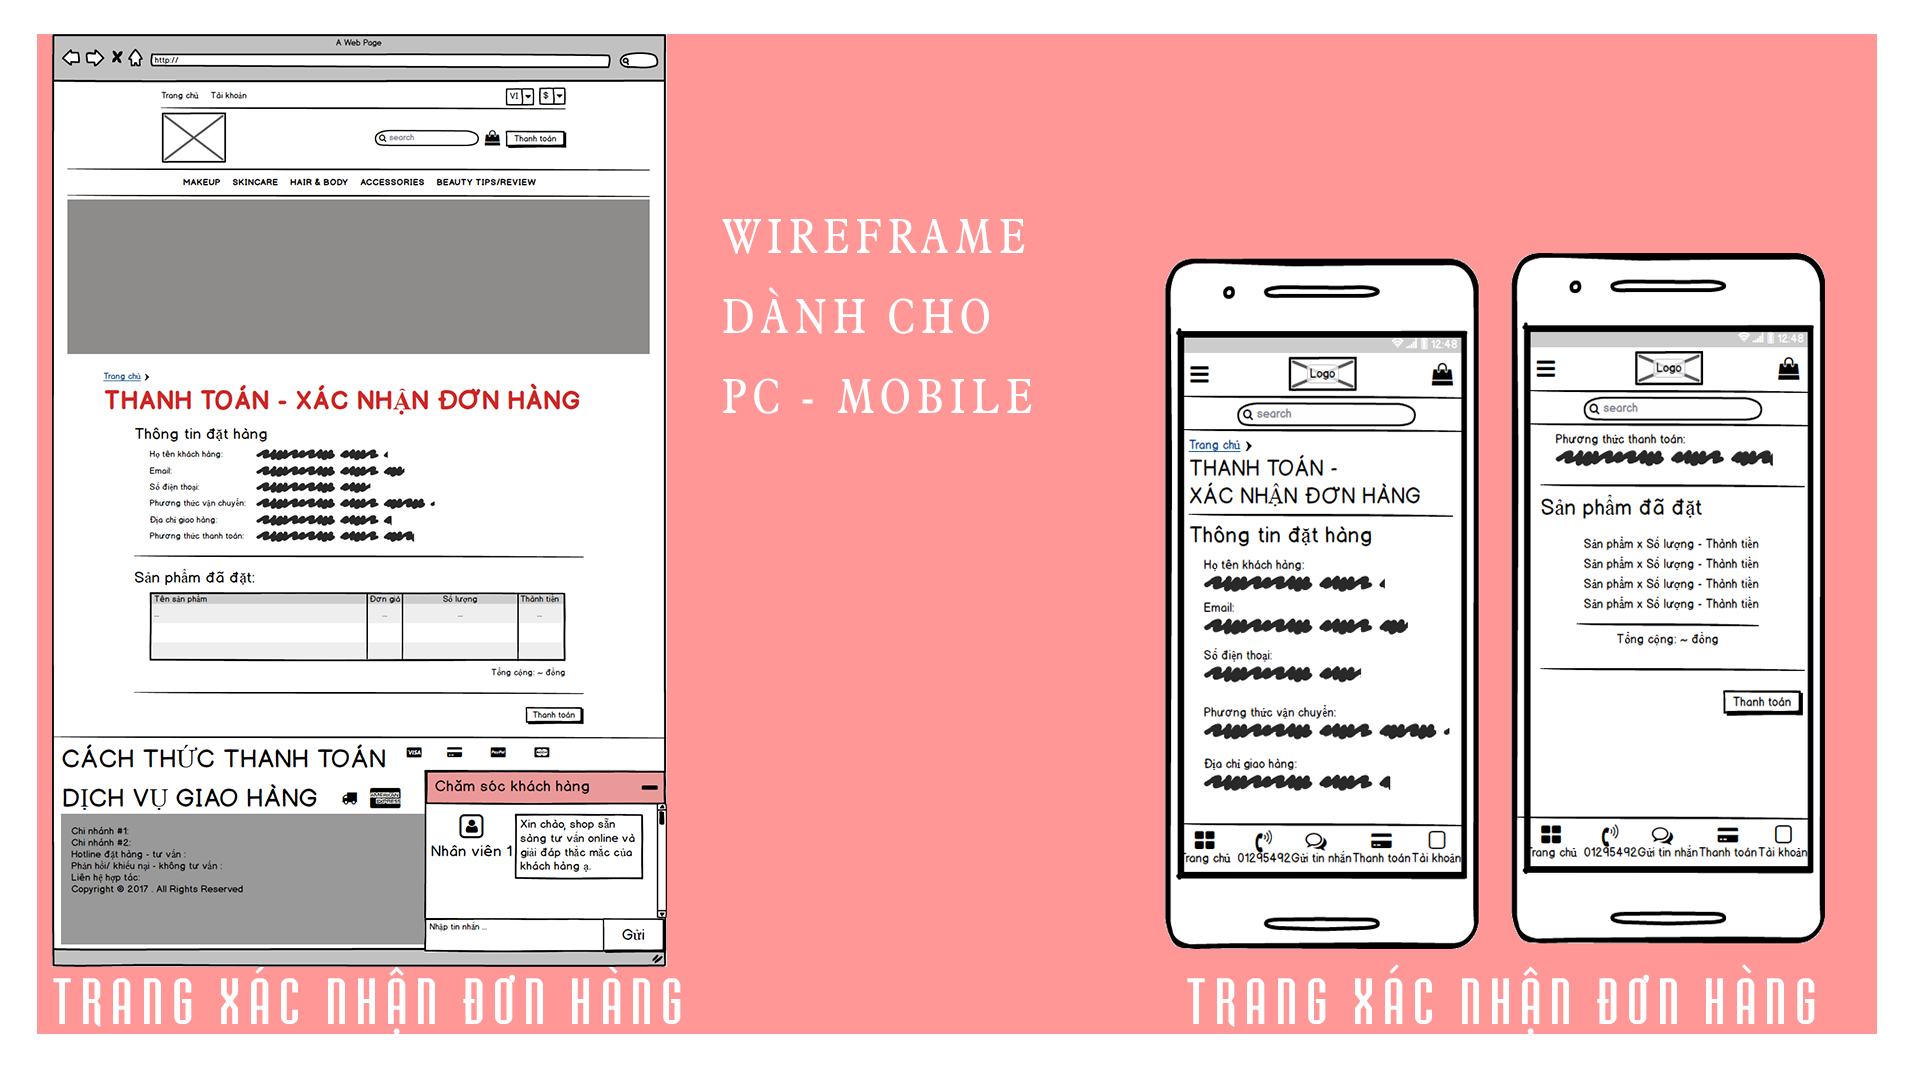 A Web Page
http://
Trang chủ Tài khoản
VI $
search
Thanh toán
MAKEUP SKINCARE HAIR & BODY ACCESSORIES BEAUTY TIPS/REVIEW
Trang chủ
THANH TOÁN - XÁC NHẬN ĐƠN HÀNG
Thông tin đặt hàng
Họ tên khách hàng:
Email:
Số điện thoại:
Phương thức vận chuyển:
Địa chỉ giao hàng:
Phương thức thanh toán:
Sản phẩm đã đặt:
Tên sản phẩm Đơn giá Số lượng Thành tiền
... ... ... ...
Tổng cộng: ~ đồng
Thanh toán
CÁCH THỨC THANH TOÁN
VISA PayPal
DỊCH VỤ GIAO HÀNG
AMERICAN EXPRESS
Chi nhánh #1:
Chi nhánh #2:
Hotline đặt hàng - tư vấn :
Phản hồi/ khiếu nại - không tư vấn :
Liên hệ hợp tác:
Copyright © 2017 . All Rights Reserved
Chăm sóc khách hàng
Nhân viên 1
Xin chào, shop sẵn
sàng tư vấn online và
giải đáp thắc mắc của
khách hàng ạ.
Nhập tin nhắn ...
Gửi
TRANG XÁC NHẬN ĐƠN HÀNG
WIREFRAME
DÀNH CHO
PC - MOBILE
12:48
Logo
search
Trang chủ
THANH TOÁN -
XÁC NHẬN ĐƠN HÀNG
Thông tin đặt hàng
Họ tên khách hàng:
Email:
Số điện thoại:
Phương thức vận chuyển:
Địa chỉ giao hàng:
Trang chủ 01295492 Gửi tin nhắn Thanh toán Tài khoản
12:48
Logo
search
Phương thức thanh toán:
Sản phẩm đã đặt
Sản phẩm x Số lượng - Thành tiền
Sản phẩm x Số lượng - Thành tiền
Sản phẩm x Số lượng - Thành tiền
Sản phẩm x Số lượng - Thành tiền
Tổng cộng: ~ đồng
Thanh toán
Trang chủ 01295492 Gửi tin nhắn Thanh toán Tài khoản
TRANG XÁC NHẬN ĐƠN HÀNG